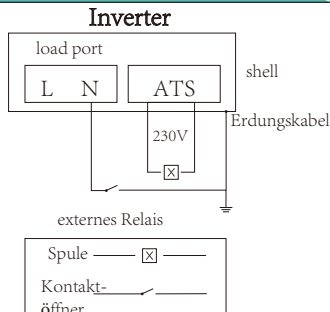 Inverter
load port
shell
L N ATS
Erdungskabel
230V
X
externes Relais
Spule X
Kontakt-
öffner